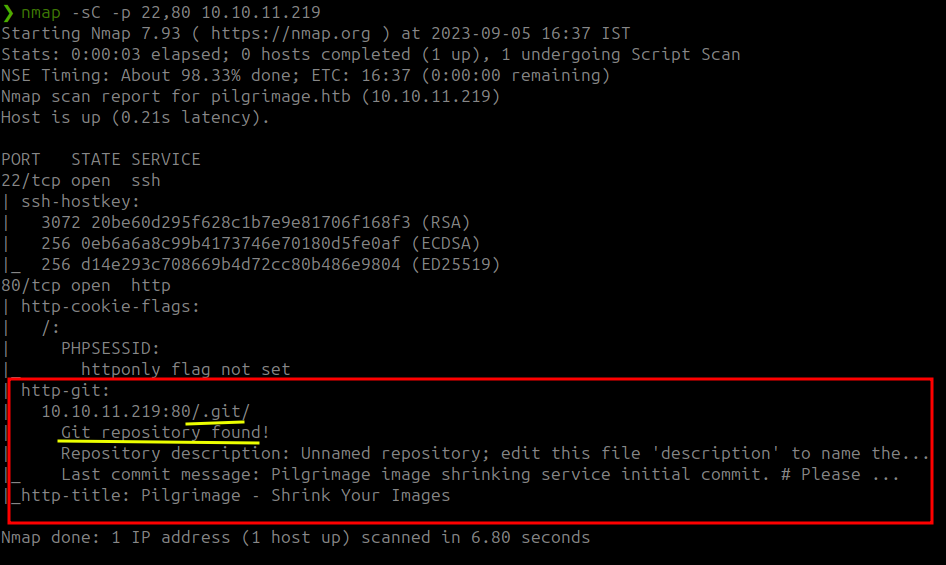 ❯ nmap -sC -p 22,80 10.10.11.219
Starting Nmap 7.93 ( https://nmap.org ) at 2023-09-05 16:37 IST
Stats: 0:00:03 elapsed; 0 hosts completed (1 up), 1 undergoing Script Scan
NSE Timing: About 98.33% done; ETC: 16:37 (0:00:00 remaining)
Nmap scan report for pilgrimage.htb (10.10.11.219)
Host is up (0.21s latency).
PORT   STATE SERVICE
22/tcp open  ssh
| ssh-hostkey:
|   3072 20be60d295f628c1b7e9e81706f168f3 (RSA)
|   256 0eb6a6a8c99b4173746e70180d5fe0af (ECDSA)
|_  256 d14e293c708669b4d72cc80b486e9804 (ED25519)
80/tcp open  http
| http-cookie-flags:
|   /:
|     PHPSESSID:
|_      httponly flag not set
| http-git:
|   10.10.11.219:80/.git/
|     Git repository found!
|     Repository description: Unnamed repository; edit this file 'description' to name the...
|_    Last commit message: Pilgrimage image shrinking service initial commit. # Please ...
|_http-title: Pilgrimage - Shrink Your Images
Nmap done: 1 IP address (1 host up) scanned in 6.80 seconds